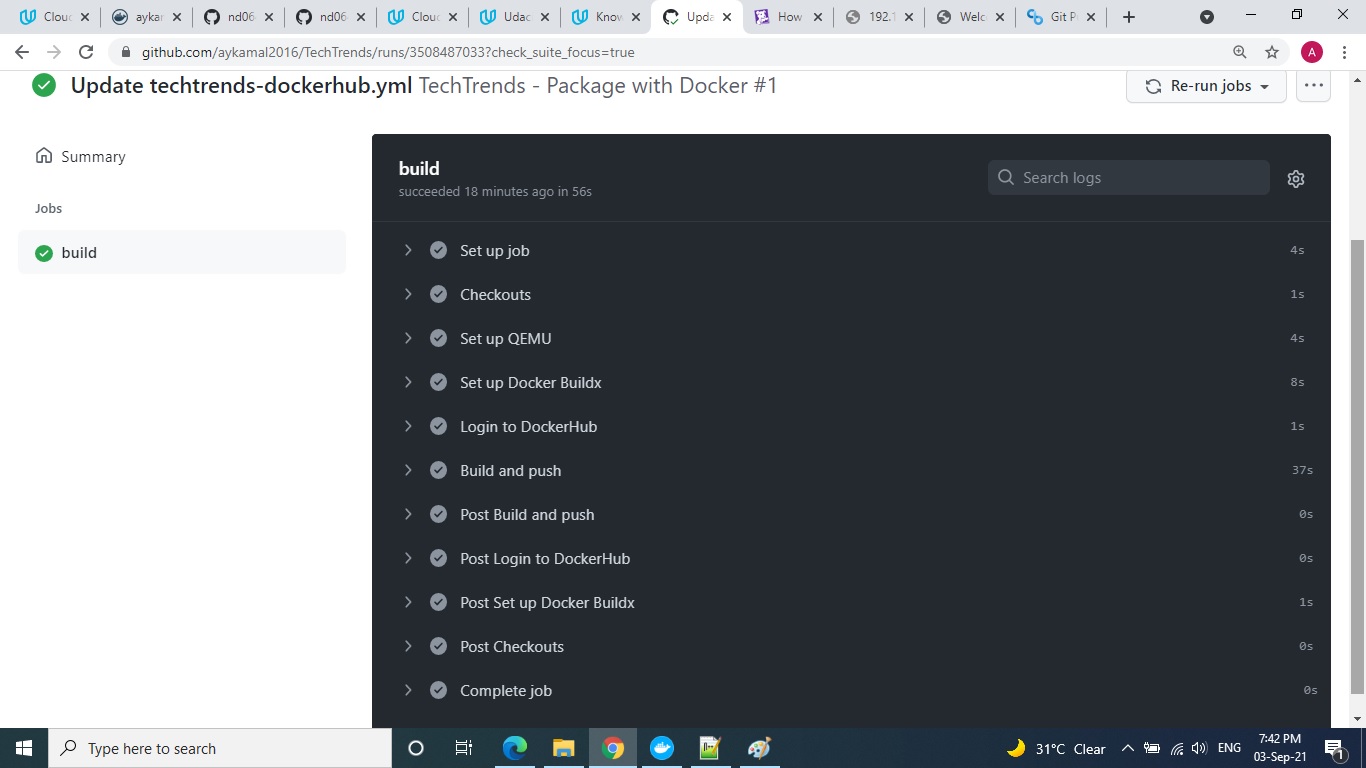 Clouc
aykar
nd06
nd06
Clouc
Udac
Know
Upda
How
192.1
Welc
Git P
github.com/aykamal2016/TechTrends/runs/3508487033?check_suite_focus=true
A
Update techtrends-dockerhub.yml TechTrends - Package with Docker #1
Re-run jobs
Summary
Jobs
build
build
succeeded 18 minutes ago in 56s
Search logs
Set up job 4s
Checkouts 1s
Set up QEMU 4s
Set up Docker Buildx 8s
Login to DockerHub 1s
Build and push 37s
Post Build and push 0s
Post Login to DockerHub 0s
Post Set up Docker Buildx 1s
Post Checkouts 0s
Complete job 0s
Type here to search
31°C Clear
ENG
7:42 PM
03-Sep-21
1